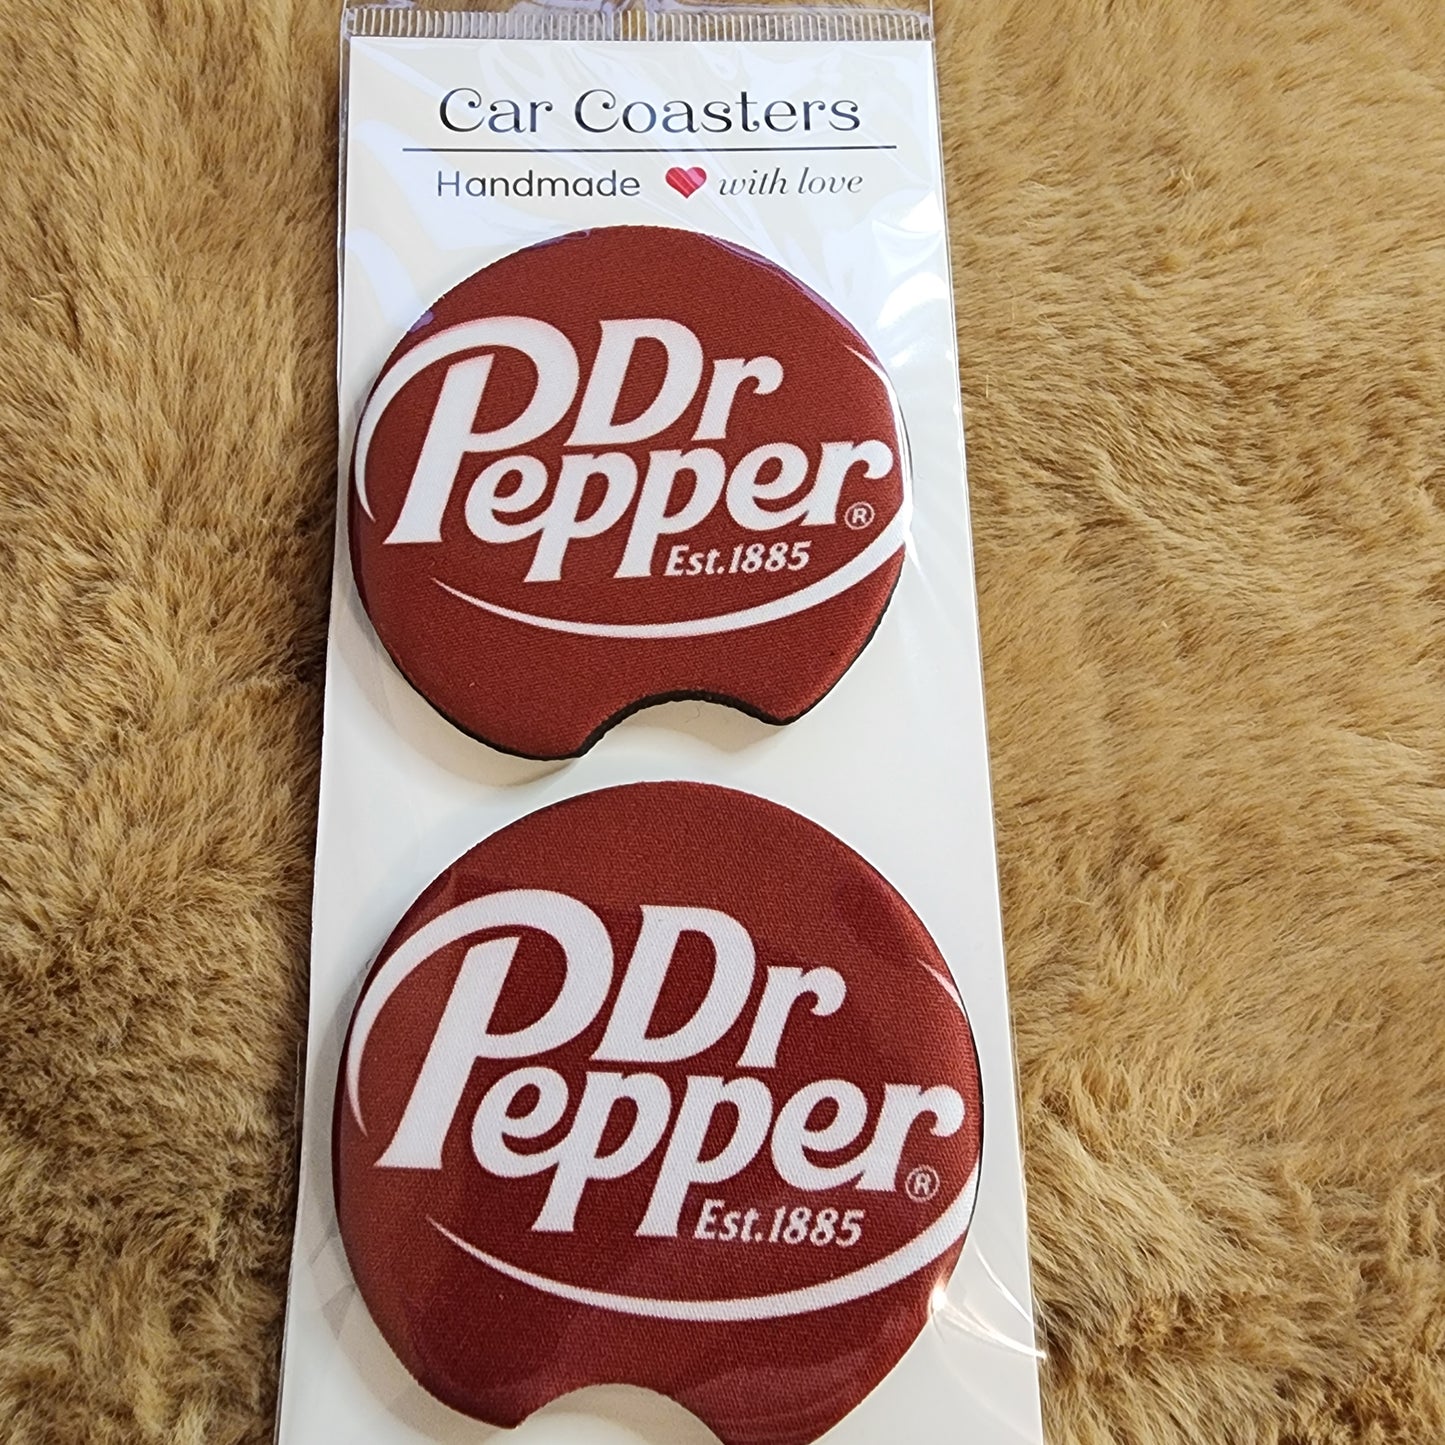 Car Coasters
Handmade ❤ with love
Dr
Pepper®
Est.1885
Dr
Pepper®
Est.1885